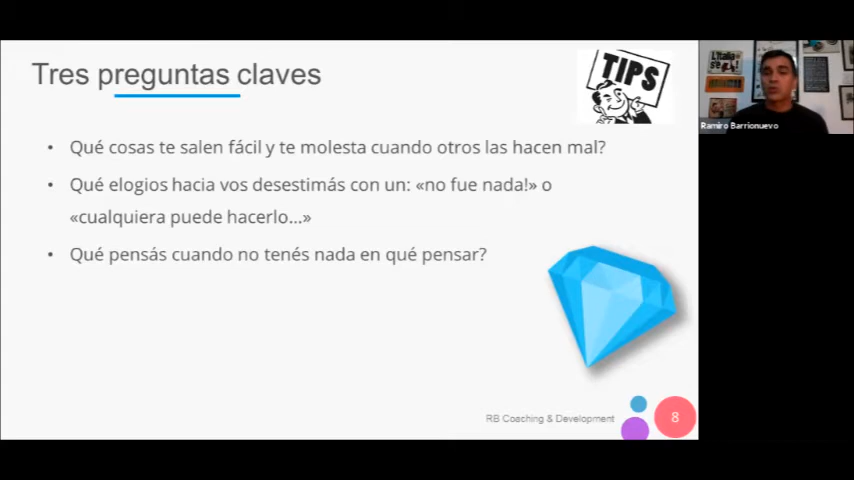 Tres preguntas claves
TIPS
• Qué cosas te salen fácil y te molesta cuando otros las hacen mal?
• Qué elogios hacia vos desestimás con un: «no fue nada!» o
«cualquiera puede hacerlo...»
• Qué pensás cuando no tenés nada en qué pensar?
RB Coaching & Development
8
L'Italia
Ramiro Barrionuevo